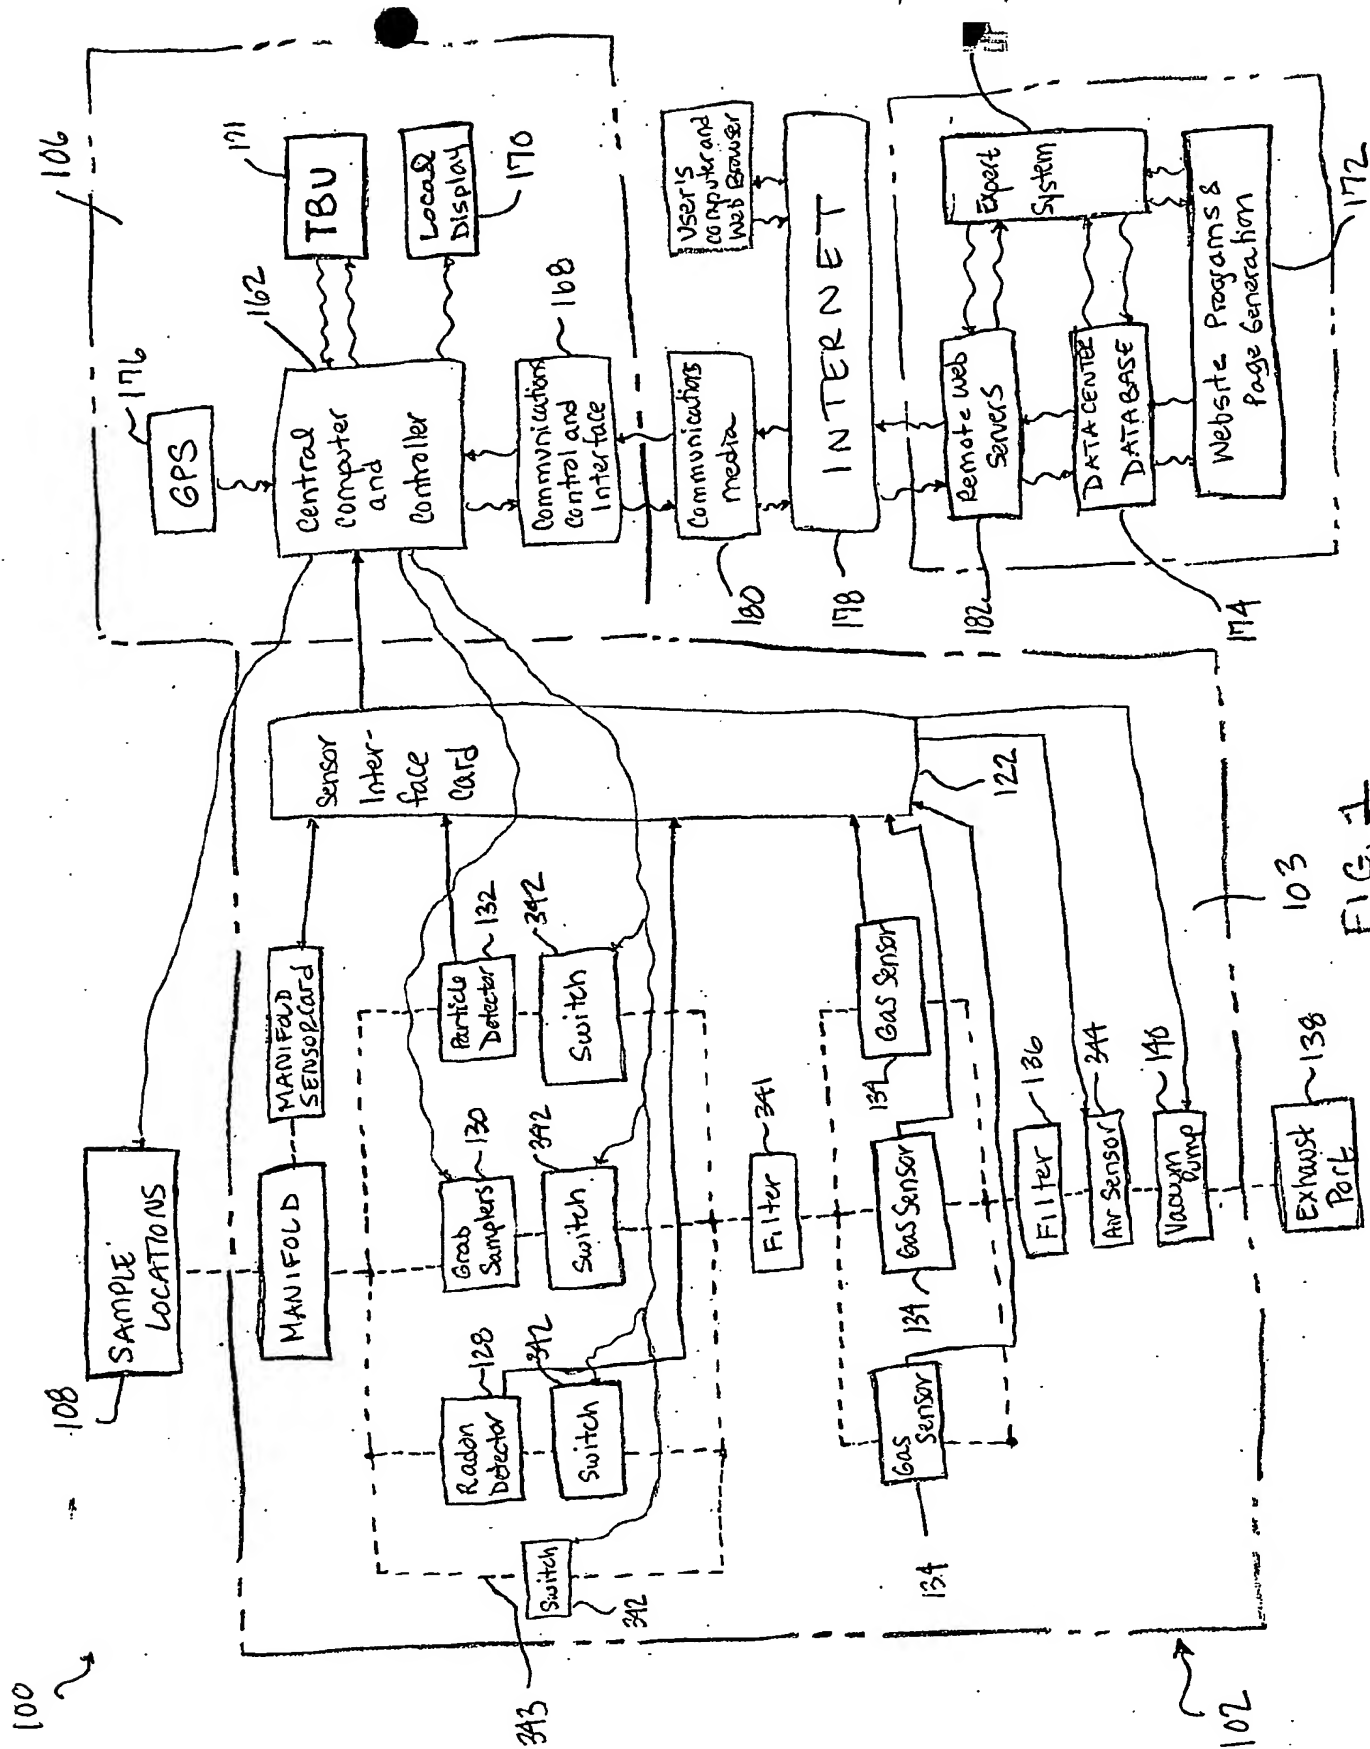 100
108
SAMPLE
LOCATIONS
176
GPS
106
162
Central
Computer
and
Controller
171
TBU
Local
Display
170
MANIFOLD
MANIFOLD
SENSORCard
Sensor
Inter-
face
Card
122
Communications
Control and
Interface
168
343
Switch
342
Radon
Detector
128
342
Switch
Grab
Samplers
130
342
Switch
Particle
Detector
132
342
Switch
Communications
media
180
User's
computer and
Web Browser
Filter
341
INTERNET
178
134
Gas
Sensor
134
Gas Sensor
134
Gas Sensor
Remote Web
Servers
182
Expert
System
DATA CENTER
DATABASE
174
Website Programs &
Page Generation
172
Filter
136
Air Sensor
344
Vacuum
Pump
140
Exhaust
Port
138
102
103
FIG. 1